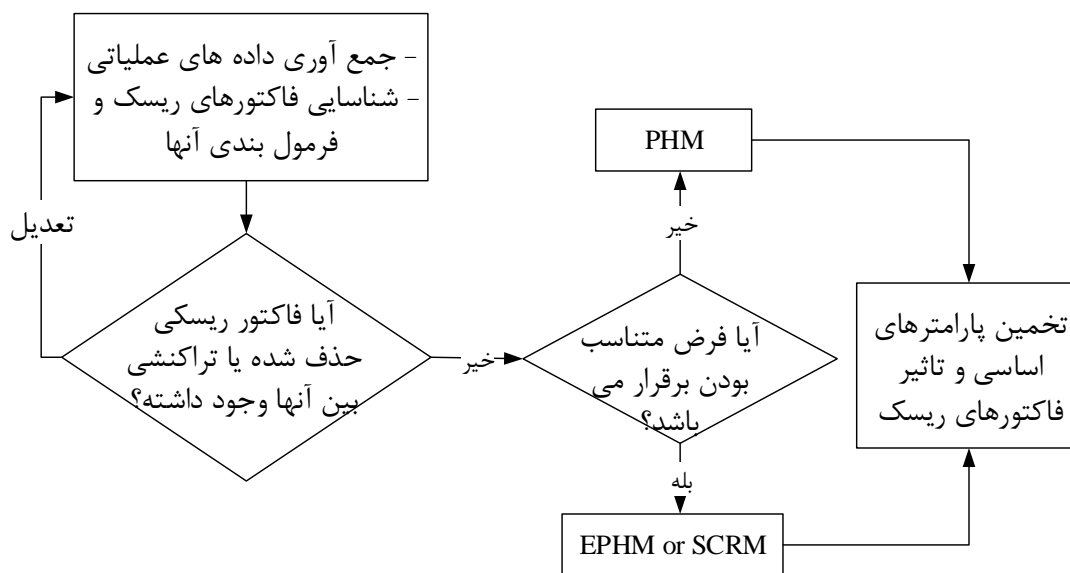 - جمع آوری داده های عملیاتی
- شناسایی فاکتورهای ریسک و
فرمول بندی آنها
تعدیل
آیا فاکتور ریسکی
حذف شده یا تراکنشی
بین آنها وجود داشته؟
خیر
آیا فرض متناسب
بودن برقرار می
باشد؟
خیر
PHM
بله
EPHM or SCRM
تخمین پارامترهای
اساسی و تاثیر
فاکتورهای ریسک